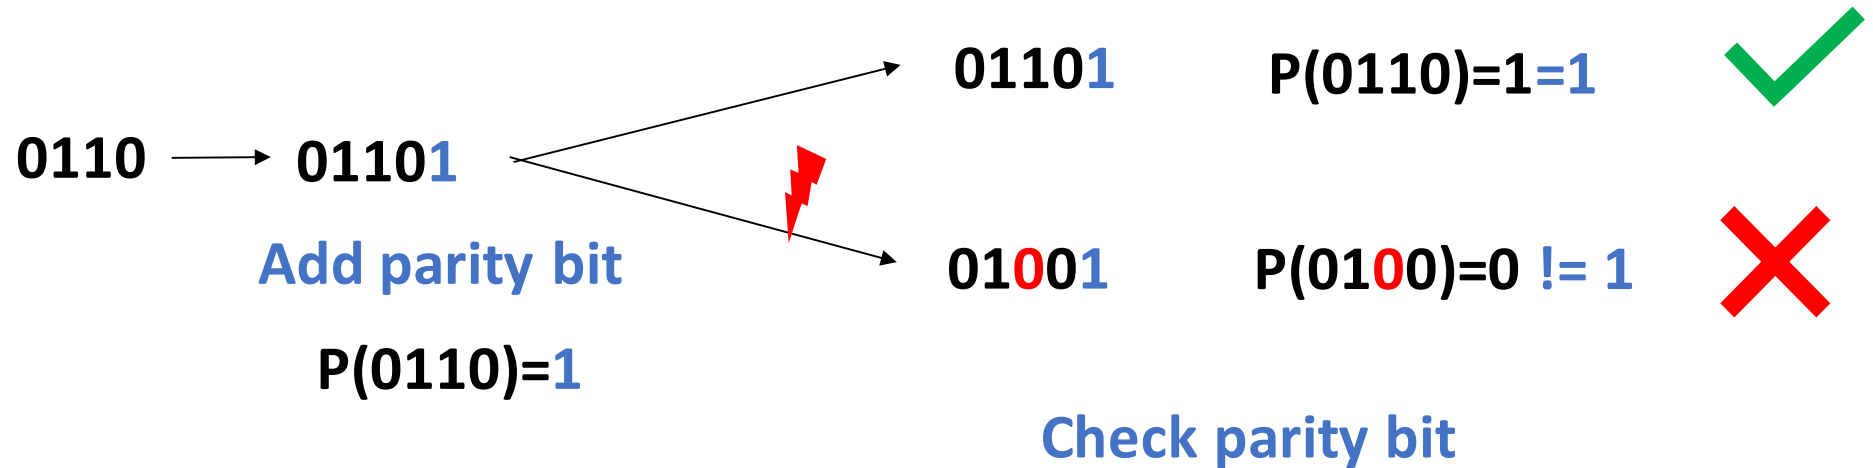 0110
01101
Add parity bit
P(0110)=1
01101
P(0110)=1=1
01001
P(0100)=0 != 1
Check parity bit